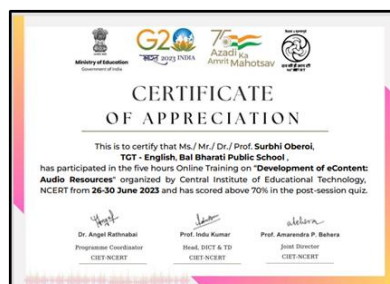 Ministry of Education
Government of India
G20
भारत 2023 INDIA
75
Azadi Ka
Amrit Mahotsav
CERTIFICATE
OF APPRECIATION
This is to certify that Ms./ Mr./ Dr./ Prof. Surbhi Oberoi,
TGT - English, Bal Bharati Public School ,
has participated in the five hours Online Training on "Development of eContent:
Audio Resources" organized by Central Institute of Educational Technology,
NCERT from 26-30 June 2023 and has scored above 70% in the post-session quiz.
Dr. Angel Rathnabai
Programme Coordinator
CIET-NCERT
Prof. Indu Kumar
Head, DICT & TD
CIET-NCERT
Prof. Amarendra P. Behera
Joint Director
CIET-NCERT